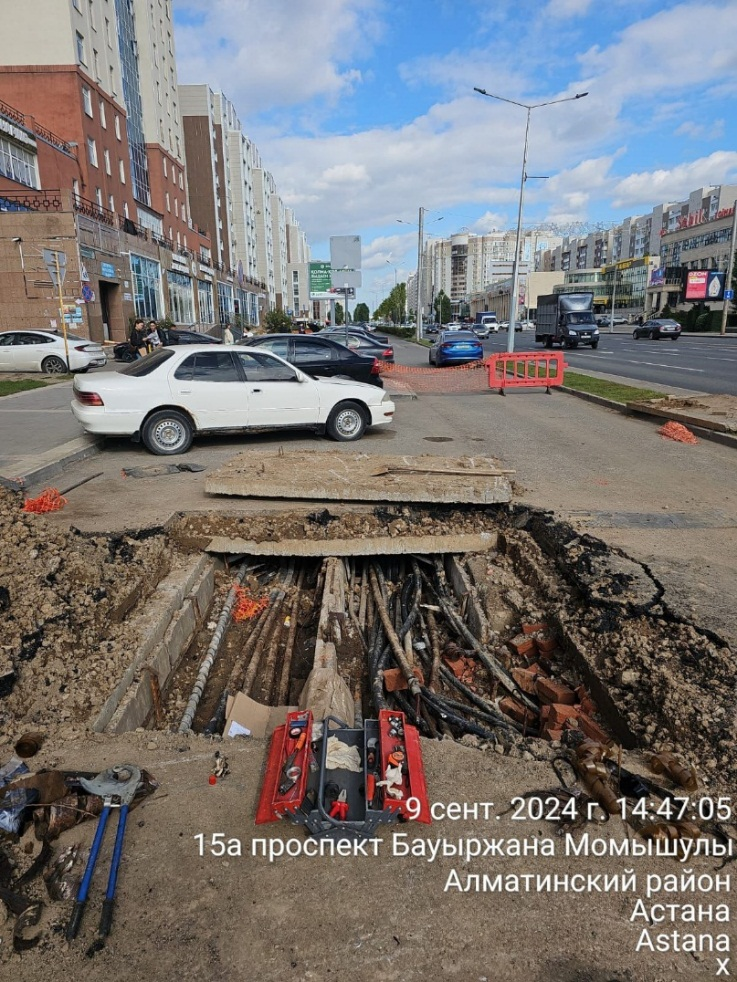 9 сент. 2024 г. 14:47:05
15а проспект Бауыржана Момышулы
Алматинский район
Астана
Astana
x